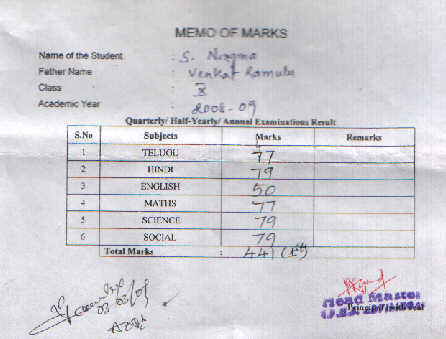 MEMO OF MARKS
Name of the Student : S. Nirgma
Father Name : Venkat Ramulu
Class : X
Academic Year : 2008-09
Quarterly/ Half-Yearly/ Annual Examinations Result
S.No Subjects Marks Remarks
1 TELUGU 77
2 HINDI 79
3 ENGLISH 50
4 MATHS 77
5 SCIENCE 79
6 SOCIAL 79
Total Marks : 441
Head Master